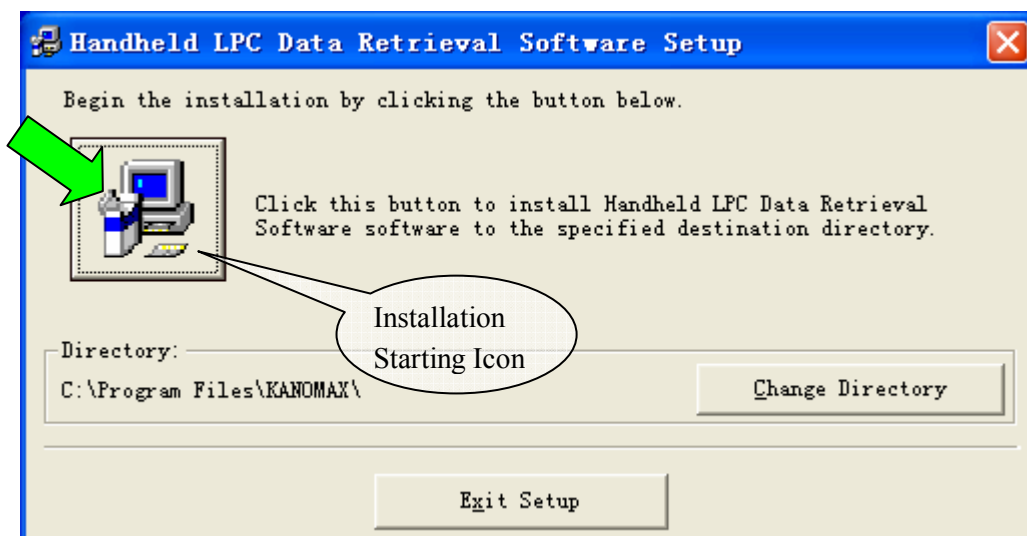 Handheld LPC Data Retrieval Software Setup
Begin the installation by clicking the button below.
Click this button to install Handheld LPC Data Retrieval
Software software to the specified destination directory.
Installation
Starting Icon
Directory:
C:\Program Files\KANOMAX\
Change Directory
Exit Setup